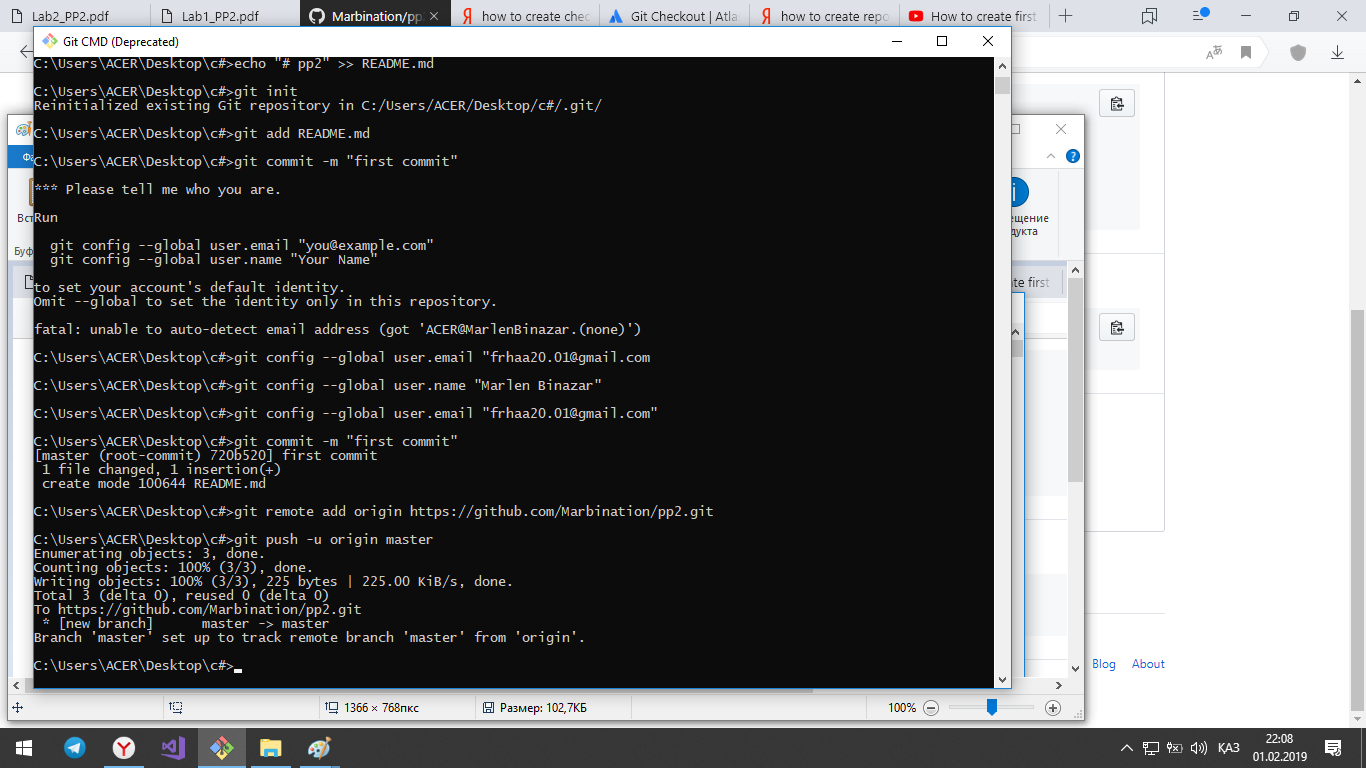 Lab2_PP2.pdf
Lab1_PP2.pdf
Marbination/pp
how to create chec
Git Checkout | Atla
how to create repo
How to create first
Git CMD (Deprecated)
C:\Users\ACER\Desktop\c#>echo "# pp2" >> README.md
C:\Users\ACER\Desktop\c#>git init
Reinitialized existing Git repository in C:/Users/ACER/Desktop/c#/.git/
C:\Users\ACER\Desktop\c#>git add README.md
C:\Users\ACER\Desktop\c#>git commit -m "first commit"
*** Please tell me who you are.
Run
git config --global user.email "you@example.com"
git config --global user.name "Your Name"
to set your account's default identity.
Omit --global to set the identity only in this repository.
fatal: unable to auto-detect email address (got 'ACER@MarlenBinazar.(none)')
C:\Users\ACER\Desktop\c#>git config --global user.email "frhaa20.01@gmail.com
C:\Users\ACER\Desktop\c#>git config --global user.name "Marlen Binazar"
C:\Users\ACER\Desktop\c#>git config --global user.email "frhaa20.01@gmail.com"
C:\Users\ACER\Desktop\c#>git commit -m "first commit"
[master (root-commit) 720b520] first commit
1 file changed, 1 insertion(+)
create mode 100644 README.md
C:\Users\ACER\Desktop\c#>git remote add origin https://github.com/Marbination/pp2.git
C:\Users\ACER\Desktop\c#>git push -u origin master
Enumerating objects: 3, done.
Counting objects: 100% (3/3), done.
Writing objects: 100% (3/3), 225 bytes | 225.00 KiB/s, done.
Total 3 (delta 0), reused 0 (delta 0)
To https://github.com/Marbination/pp2.git
* [new branch]      master -> master
Branch 'master' set up to track remote branch 'master' from 'origin'.
C:\Users\ACER\Desktop\c#>
Фа
Вст
Буф
ещение
дукта
te first
Blog About
1366 × 768пкс
Размер: 102,7КБ
100%
ҚАЗ
22:08
01.02.2019